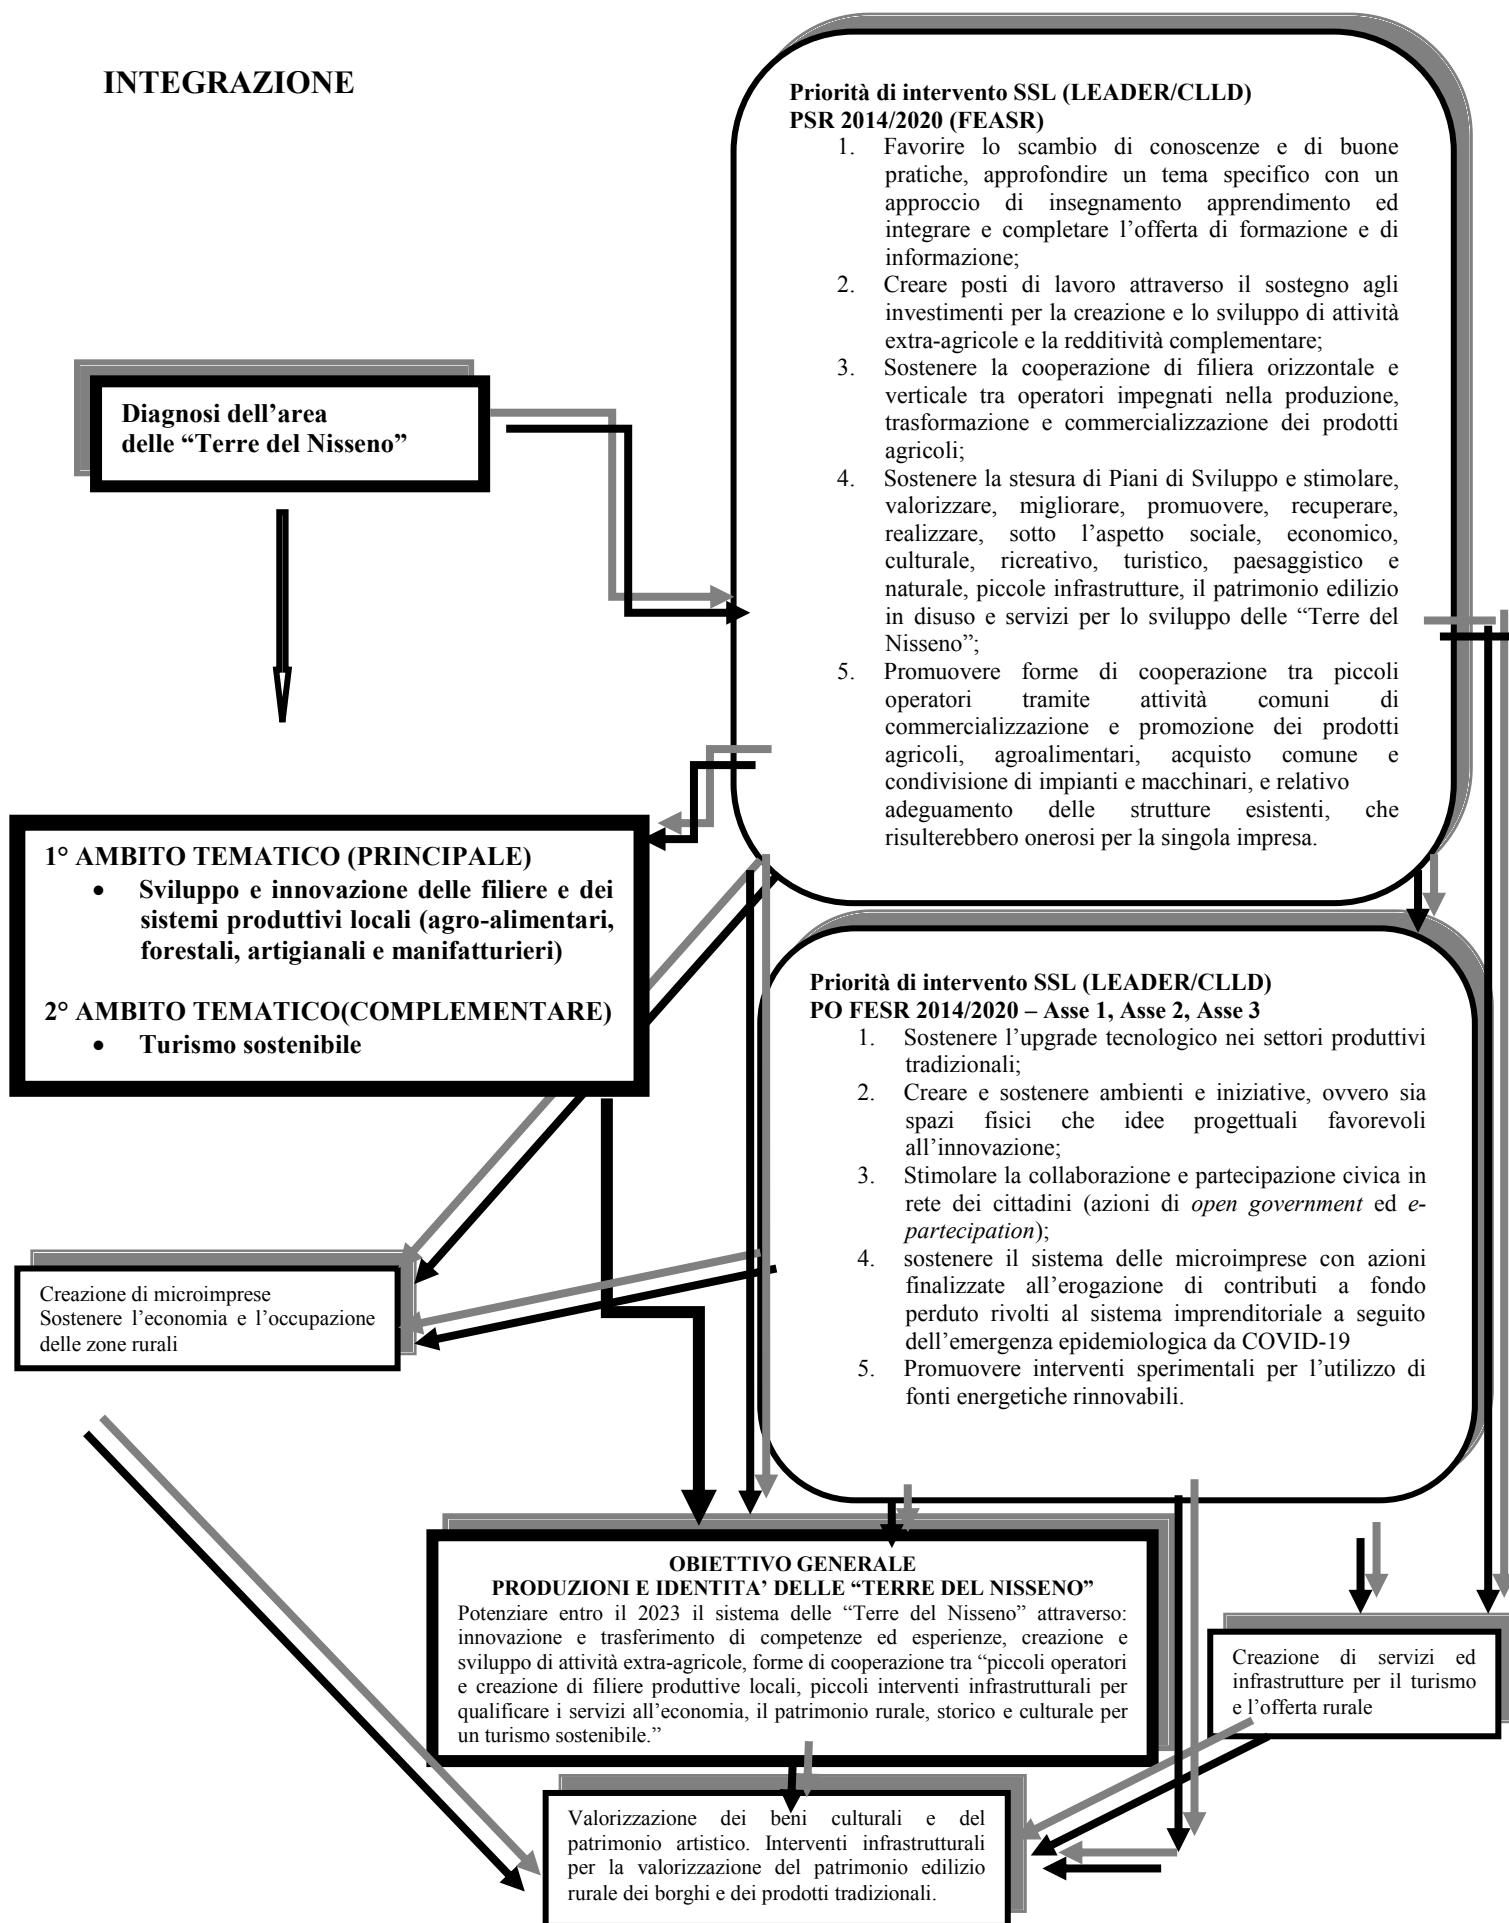 INTEGRAZIONE
Priorità di intervento SSL (LEADER/CLLD)
PSR 2014/2020 (FEASR)
1. Favorire lo scambio di conoscenze e di buone
pratiche, approfondire un tema specifico con un
approccio di insegnamento apprendimento ed
integrare e completare l’offerta di formazione e di
informazione;
2. Creare posti di lavoro attraverso il sostegno agli
investimenti per la creazione e lo sviluppo di attività
extra-agricole e la redditività complementare;
3. Sostenere la cooperazione di filiera orizzontale e
verticale tra operatori impegnati nella produzione,
trasformazione e commercializzazione dei prodotti
agricoli;
4. Sostenere la stesura di Piani di Sviluppo e stimolare,
valorizzare, migliorare, promuovere, recuperare,
realizzare, sotto l’aspetto sociale, economico,
culturale, ricreativo, turistico, paesaggistico e
naturale, piccole infrastrutture, il patrimonio edilizio
in disuso e servizi per lo sviluppo delle “Terre del
Nisseno”;
5. Promuovere forme di cooperazione tra piccoli
operatori tramite attività comuni di
commercializzazione e promozione dei prodotti
agricoli, agroalimentari, acquisto comune e
condivisione di impianti e macchinari, e relativo
adeguamento delle strutture esistenti, che
risulterebbero onerosi per la singola impresa.
Diagnosi dell’area
delle “Terre del Nisseno”
1° AMBITO TEMATICO (PRINCIPALE)
• Sviluppo e innovazione delle filiere e dei
sistemi produttivi locali (agro-alimentari,
forestali, artigianali e manifatturieri)
2° AMBITO TEMATICO(COMPLEMENTARE)
• Turismo sostenibile
Priorità di intervento SSL (LEADER/CLLD)
PO FESR 2014/2020 – Asse 1, Asse 2, Asse 3
1. Sostenere l’upgrade tecnologico nei settori produttivi
tradizionali;
2. Creare e sostenere ambienti e iniziative, ovvero sia
spazi fisici che idee progettuali favorevoli
all’innovazione;
3. Stimolare la collaborazione e partecipazione civica in
rete dei cittadini (azioni di open government ed e-
partecipation);
4. sostenere il sistema delle microimprese con azioni
finalizzate all’erogazione di contributi a fondo
perduto rivolti al sistema imprenditoriale a seguito
dell’emergenza epidemiologica da COVID-19
5. Promuovere interventi sperimentali per l’utilizzo di
fonti energetiche rinnovabili.
Creazione di microimprese
Sostenere l’economia e l’occupazione
delle zone rurali
OBIETTIVO GENERALE
PRODUZIONI E IDENTITA’ DELLE “TERRE DEL NISSENO”
Potenziare entro il 2023 il sistema delle “Terre del Nisseno” attraverso:
innovazione e trasferimento di competenze ed esperienze, creazione e
sviluppo di attività extra-agricole, forme di cooperazione tra “piccoli operatori
e creazione di filiere produttive locali, piccoli interventi infrastrutturali per
qualificare i servizi all’economia, il patrimonio rurale, storico e culturale per
un turismo sostenibile.”
Creazione di servizi ed
infrastrutture per il turismo
e l’offerta rurale
Valorizzazione dei beni culturali e del
patrimonio artistico. Interventi infrastrutturali
per la valorizzazione del patrimonio edilizio
rurale dei borghi e dei prodotti tradizionali.